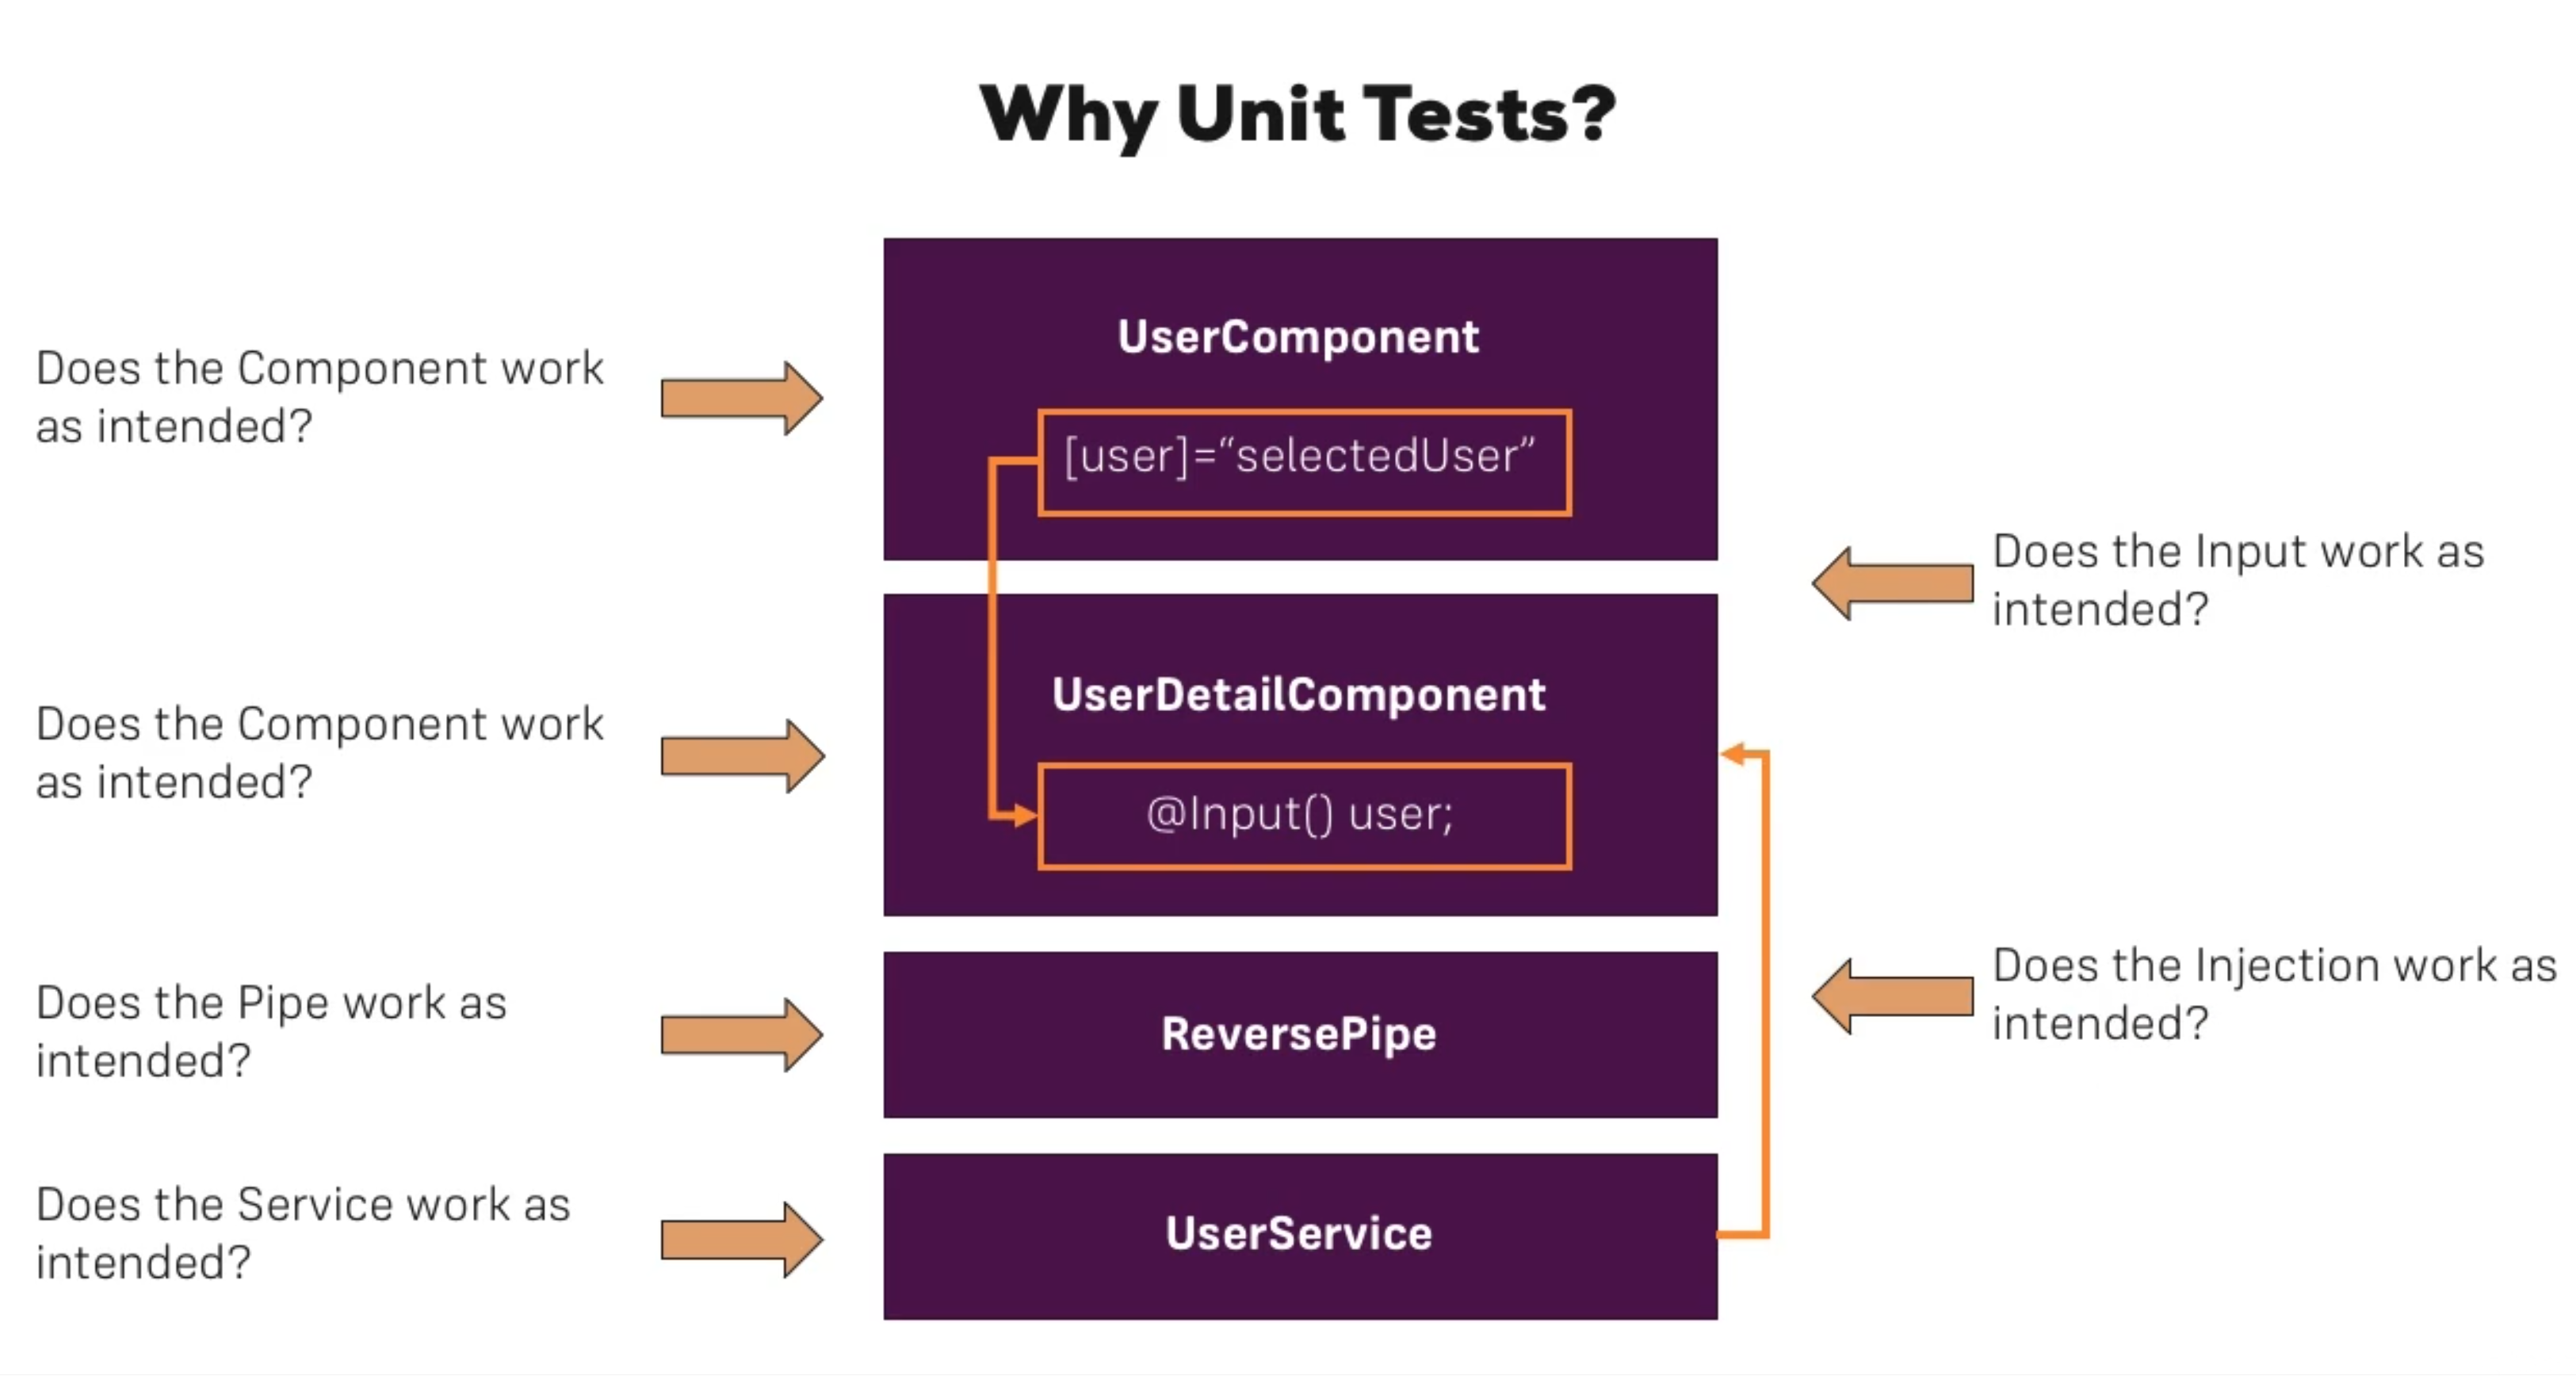 Why Unit Tests?
Does the Component work
as intended?
UserComponent
[user]=“selectedUser”
Does the Input work as
intended?
Does the Component work
as intended?
UserDetailComponent
@Input() user;
Does the Pipe work as
intended?
ReversePipe
Does the Injection work as
intended?
Does the Service work as
intended?
UserService